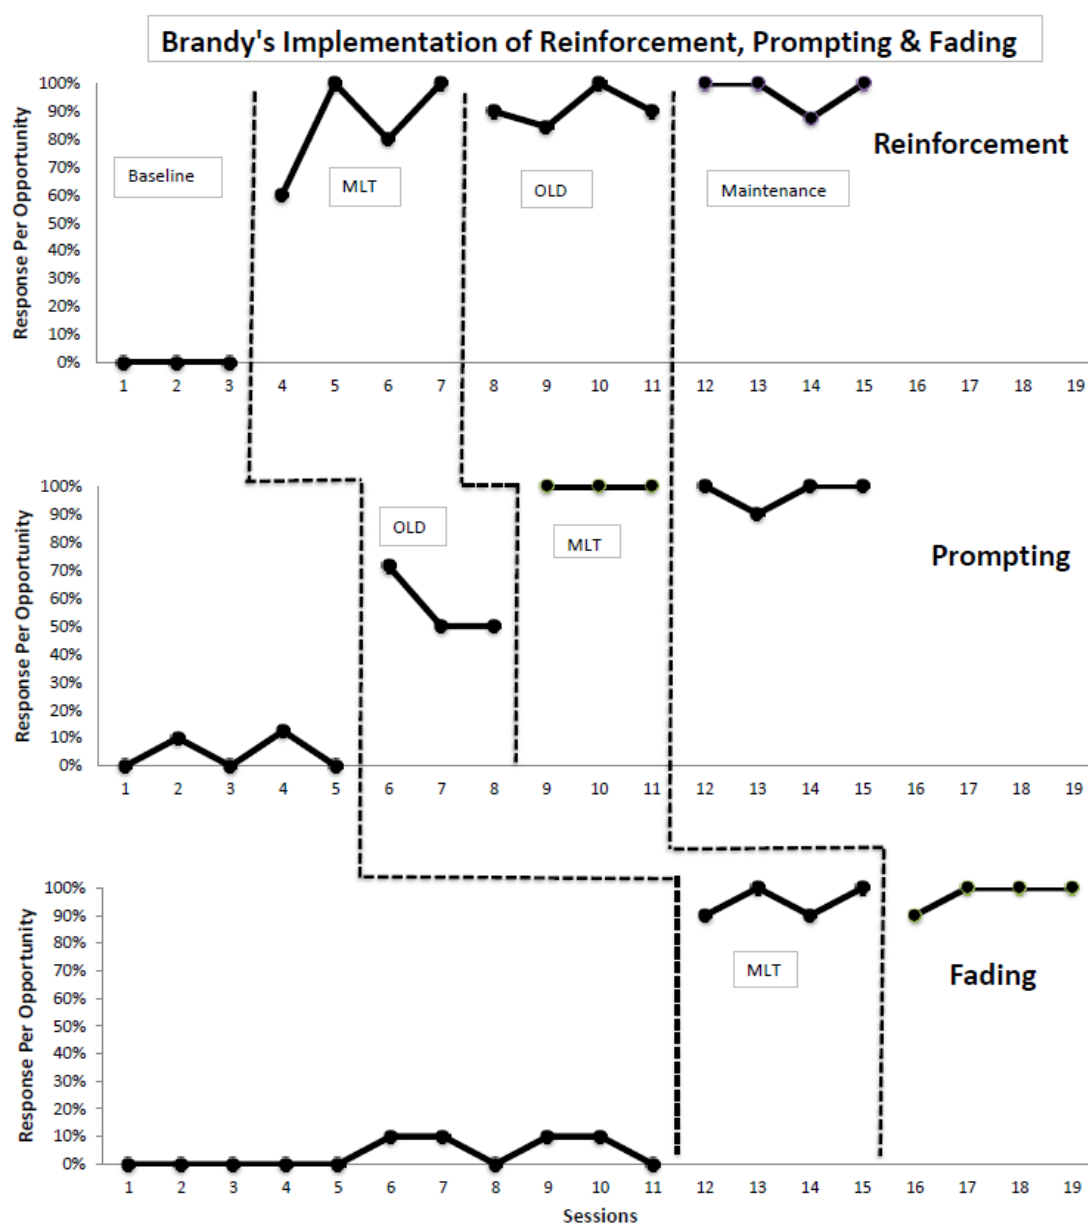 Brandy's Implementation of Reinforcement, Prompting & Fading
Response Per Opportunity
100%
90%
80%
70%
60%
50%
40%
30%
20%
10%
0%
Baseline
MLT
OLD
Maintenance
Reinforcement
1 2 3 4 5 6 7 8 9 10 11 12 13 14 15 16 17 18 19
Response Per Opportunity
100%
90%
80%
70%
60%
50%
40%
30%
20%
10%
0%
OLD
MLT
Prompting
1 2 3 4 5 6 7 8 9 10 11 12 13 14 15 16 17 18 19
Response Per Opportunity
100%
90%
80%
70%
60%
50%
40%
30%
20%
10%
0%
MLT
Fading
1 2 3 4 5 6 7 8 9 10 11 12 13 14 15 16 17 18 19
Sessions